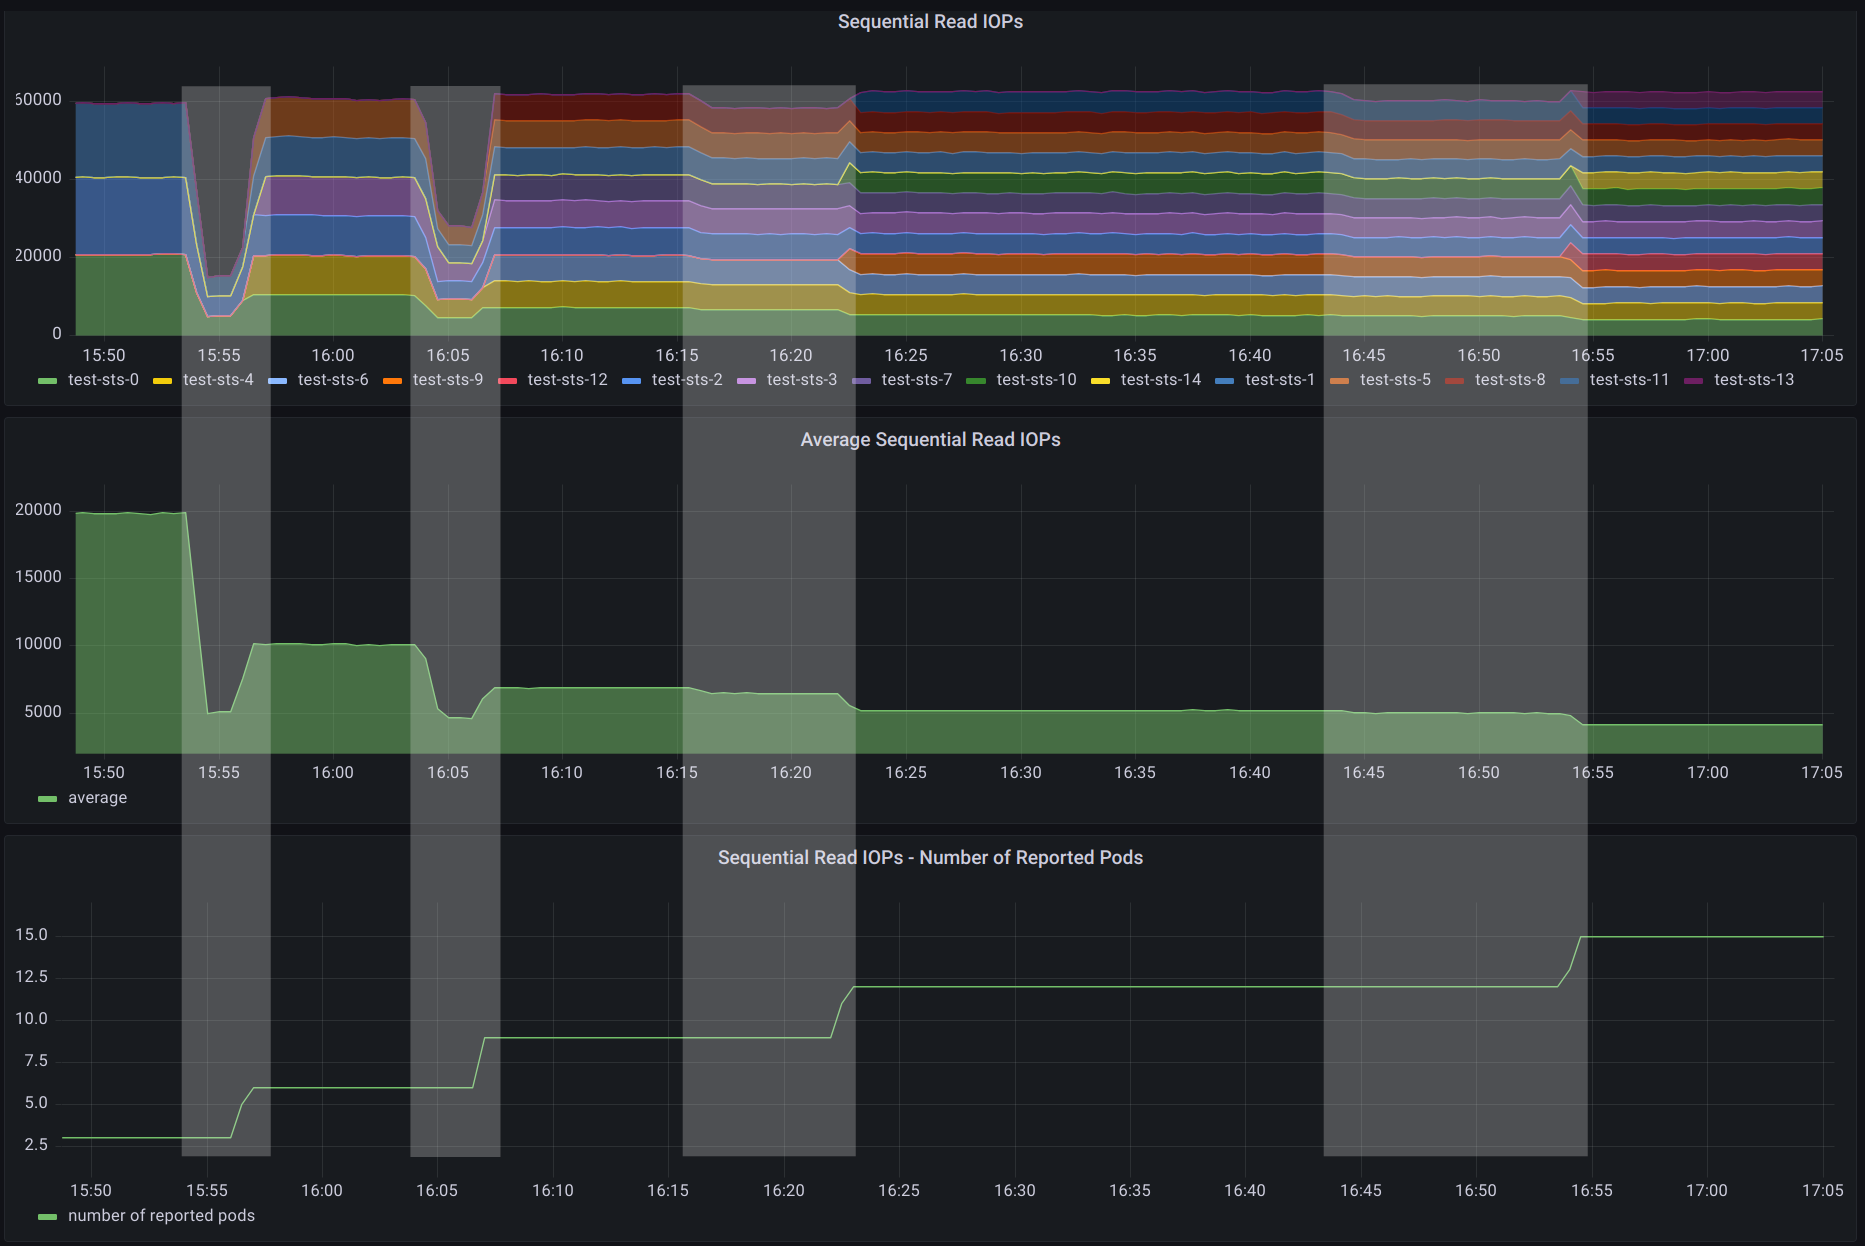 Sequential Read IOPs
60000
40000
20000
0
15:50 15:55 16:00 16:05 16:10 16:15 16:20 16:25 16:30 16:35 16:40 16:45 16:50 16:55 17:00 17:05
test-sts-0 test-sts-4 test-sts-6 test-sts-9 test-sts-12 test-sts-2 test-sts-3 test-sts-7 test-sts-10 test-sts-14 test-sts-1 test-sts-5 test-sts-8 test-sts-11 test-sts-13
Average Sequential Read IOPs
20000
15000
10000
5000
15:50 15:55 16:00 16:05 16:10 16:15 16:20 16:25 16:30 16:35 16:40 16:45 16:50 16:55 17:00 17:05
average
Sequential Read IOPs - Number of Reported Pods
15.0
12.5
10.0
7.5
5.0
2.5
15:50 15:55 16:00 16:05 16:10 16:15 16:20 16:25 16:30 16:35 16:40 16:45 16:50 16:55 17:00 17:05
number of reported pods